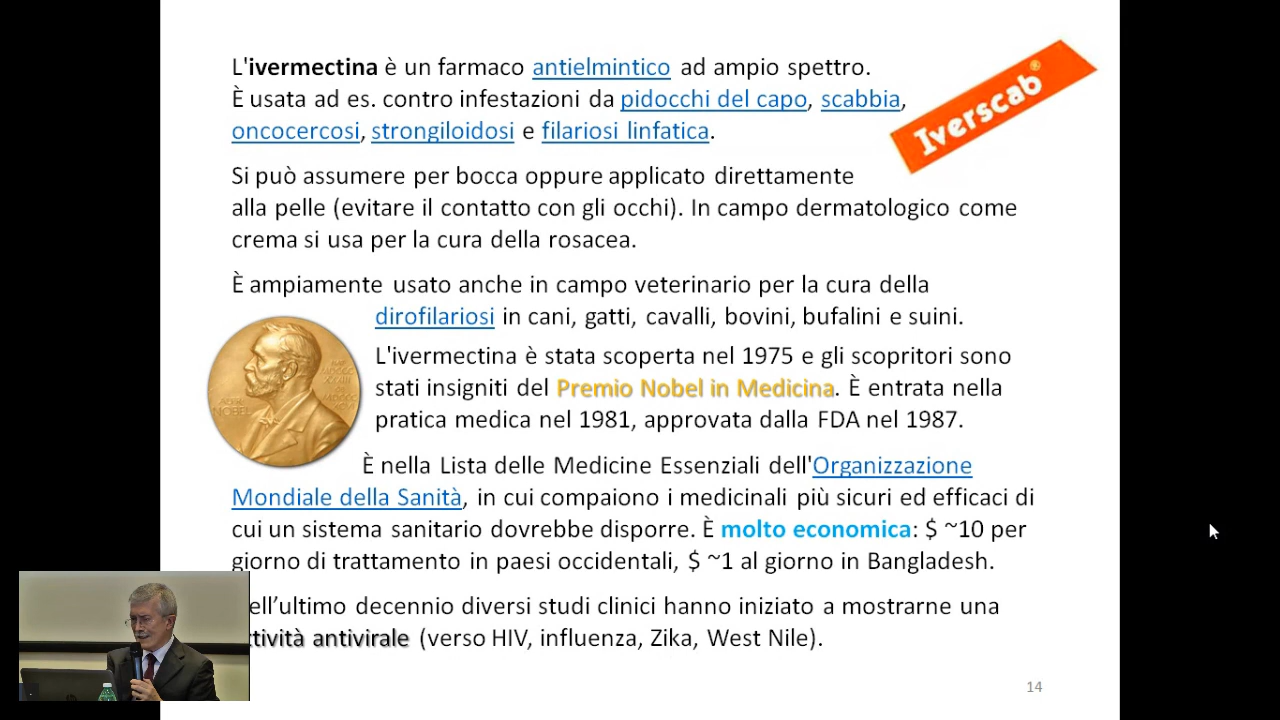 L'ivermectina è un farmaco antielmintico ad ampio spettro.
È usata ad es. contro infestazioni da pidocchi del capo, scabbia,
oncocercosi, strongiloidosi e filariosi linfatica.
Iverscab®
Si può assumere per bocca oppure applicato direttamente
alla pelle (evitare il contatto con gli occhi). In campo dermatologico come
crema si usa per la cura della rosacea.
È ampiamente usato anche in campo veterinario per la cura della
dirofilariosi in cani, gatti, cavalli, bovini, bufalini e suini.
L'ivermectina è stata scoperta nel 1975 e gli scopritori sono
stati insigniti del Premio Nobel in Medicina. È entrata nella
pratica medica nel 1981, approvata dalla FDA nel 1987.
È nella Lista delle Medicine Essenziali dell'Organizzazione
Mondiale della Sanità, in cui compaiono i medicinali più sicuri ed efficaci di
cui un sistema sanitario dovrebbe disporre. È molto economica: $ ~10 per
giorno di trattamento in paesi occidentali, $ ~1 al giorno in Bangladesh.
ell’ultimo decennio diversi studi clinici hanno iniziato a mostrarne una
tività antivirale (verso HIV, influenza, Zika, West Nile).
14